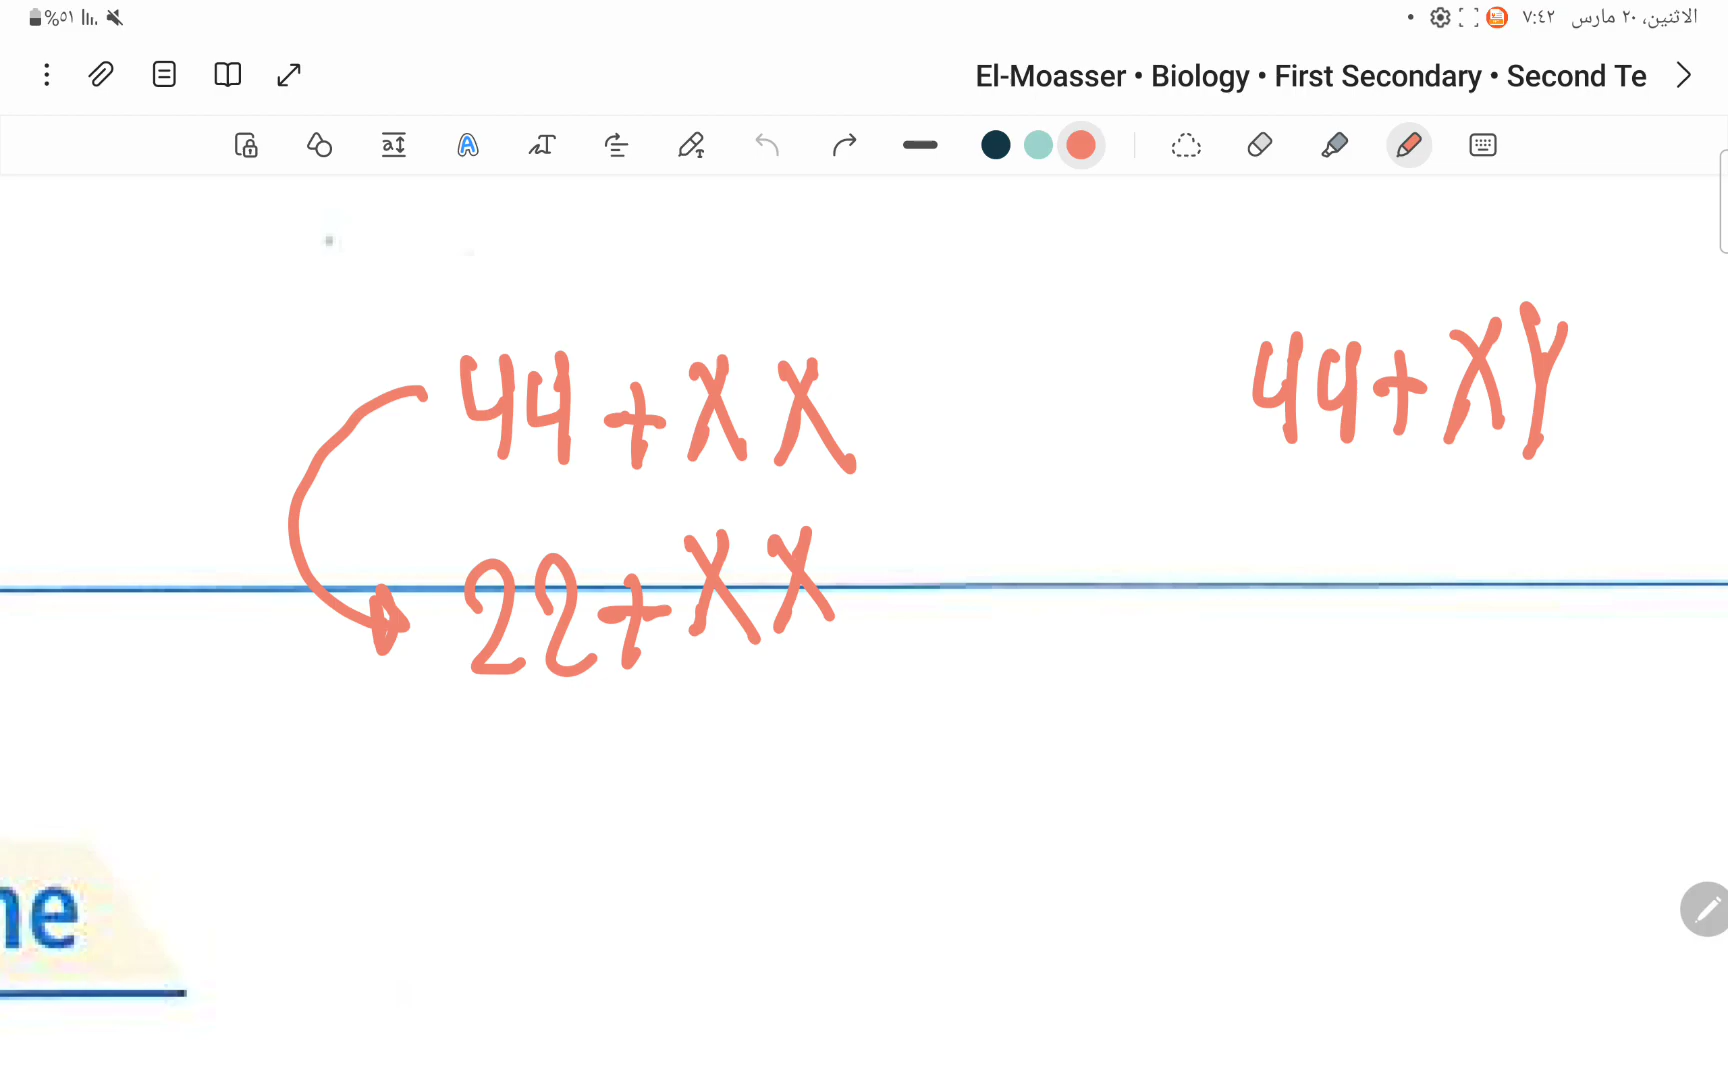 %٥١
الاثنين، ٢٠ مارس ٧:٤٢
El-Moasser • Biology • First Secondary • Second Te
44+XX
44+XY
22+XX
he